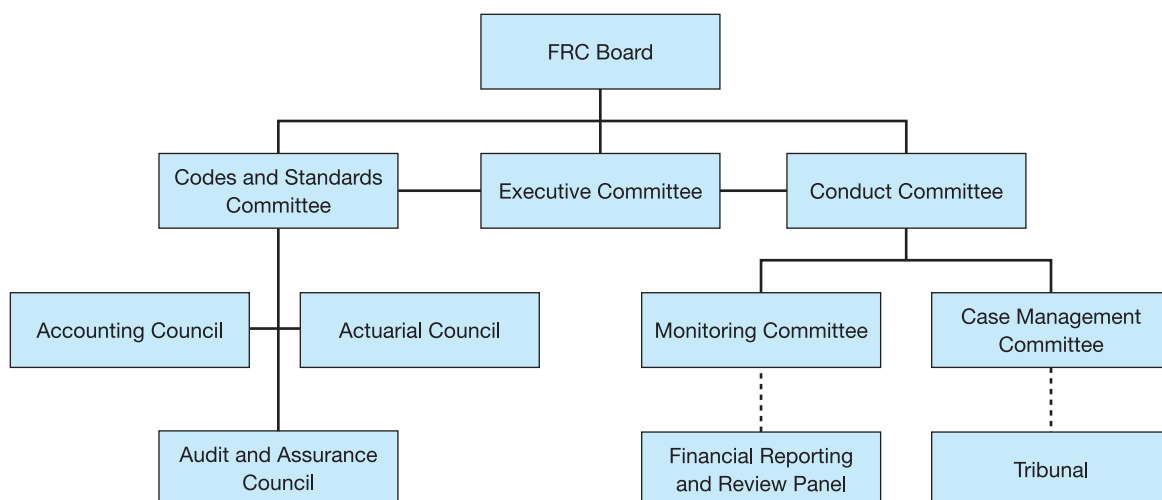 FRC Board
Codes and Standards
Committee
Executive Committee
Conduct Committee
Accounting Council
Actuarial Council
Monitoring Committee
Case Management
Committee
Audit and Assurance
Council
Financial Reporting
and Review Panel
Tribunal